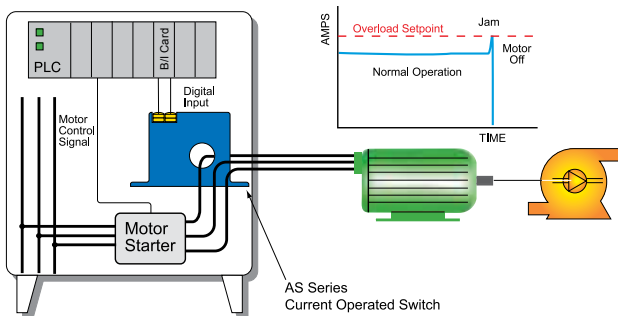 PLC
B/I Card
Motor
Control
Signal
Digital
Input
Motor
Starter
AS Series
Current Operated Switch
AMPS
Overload Setpoint
Jam
Motor
Off
Normal Operation
TIME